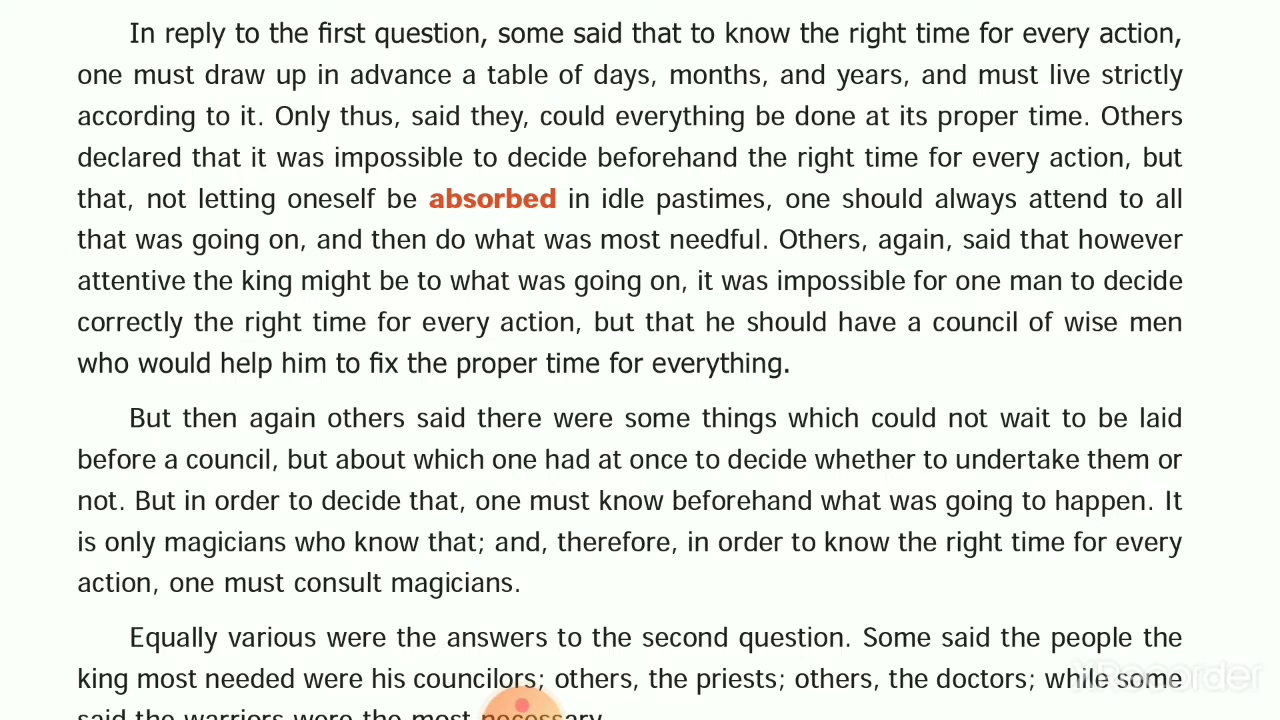 In reply to the first question, some said that to know the right time for every action,
one must draw up in advance a table of days, months, and years, and must live strictly
according to it. Only thus, said they, could everything be done at its proper time. Others
declared that it was impossible to decide beforehand the right time for every action, but
that, not letting oneself be absorbed in idle pastimes, one should always attend to all
that was going on, and then do what was most needful. Others, again, said that however
attentive the king might be to what was going on, it was impossible for one man to decide
correctly the right time for every action, but that he should have a council of wise men
who would help him to fix the proper time for everything.
But then again others said there were some things which could not wait to be laid
before a council, but about which one had at once to decide whether to undertake them or
not. But in order to decide that, one must know beforehand what was going to happen. It
is only magicians who know that; and, therefore, in order to know the right time for every
action, one must consult magicians.
Equally various were the answers to the second question. Some said the people the
king most needed were his councilors; others, the priests; others, the doctors; while some
said the warriors were the most necessary.
XRecorder